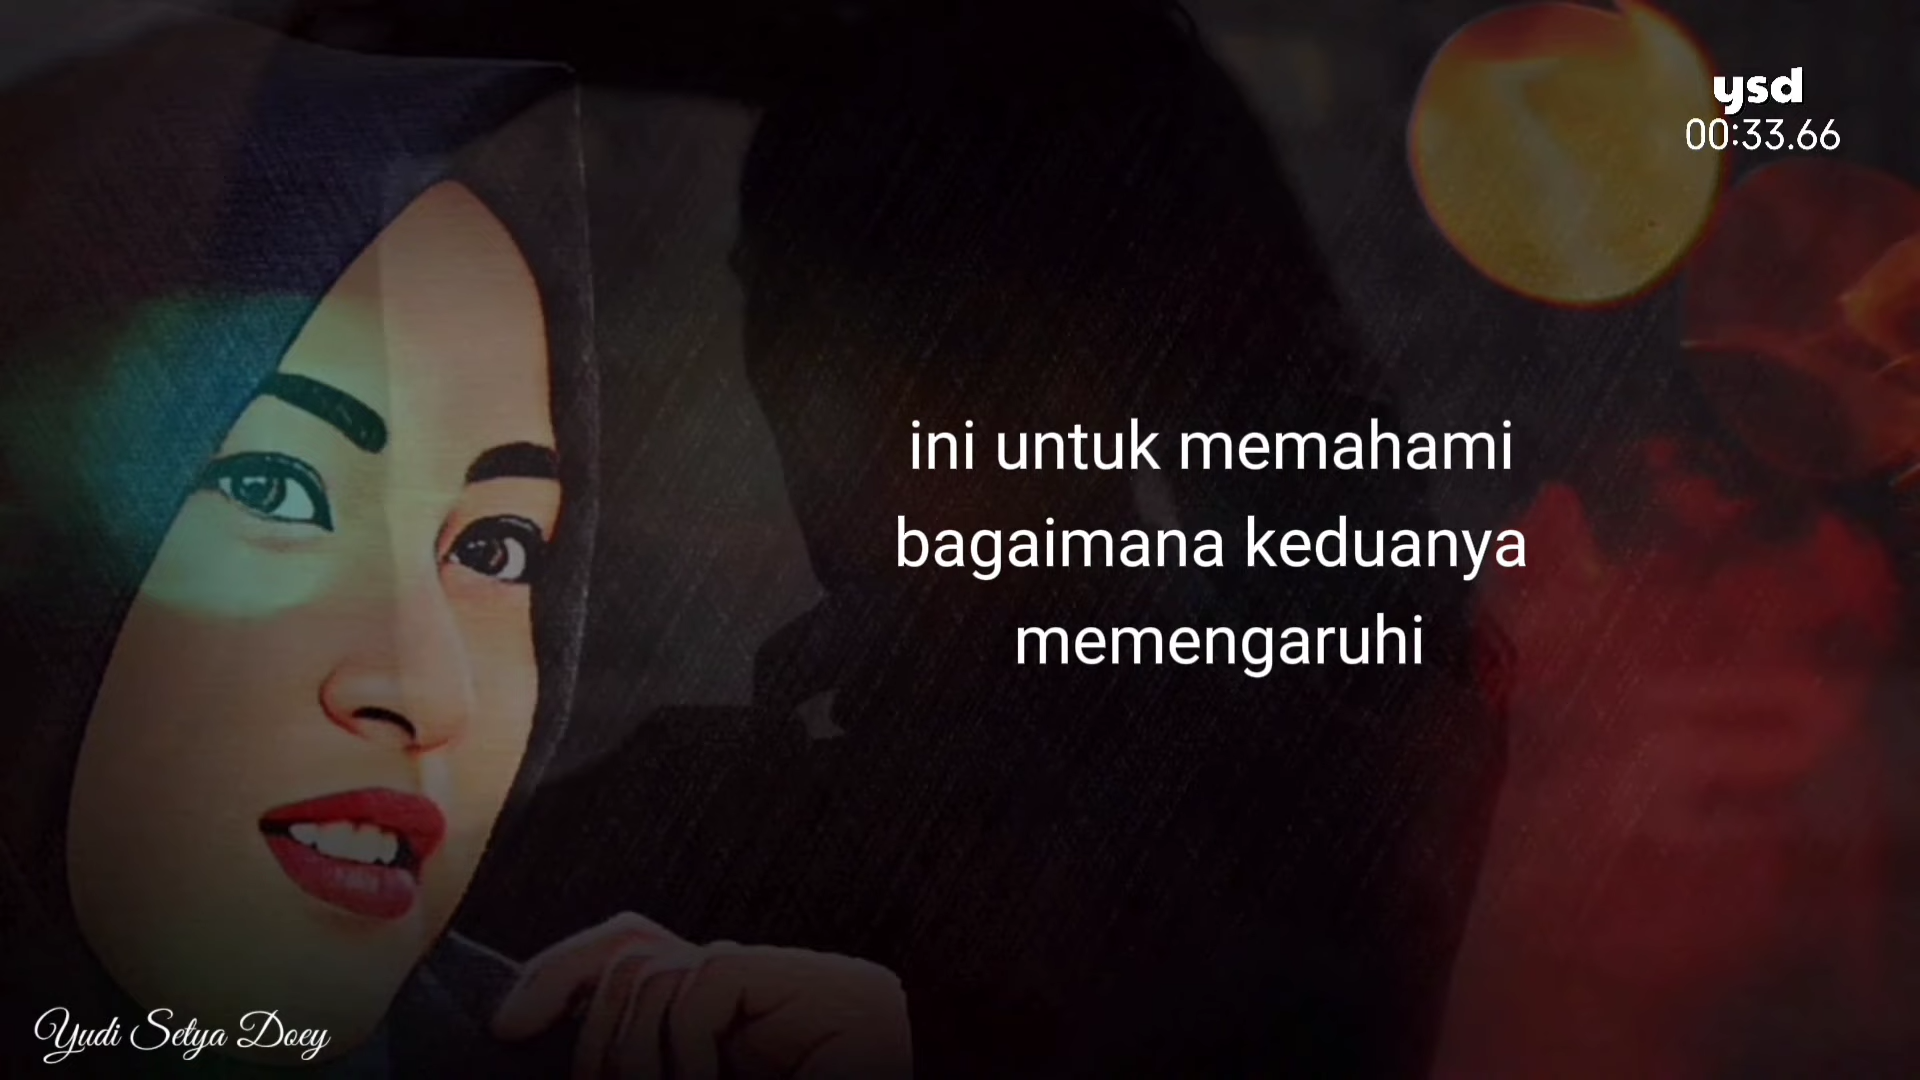 ysd
00:33.66
ini untuk memahami
bagaimana keduanya
memengaruhi
Yudi Setya Doey